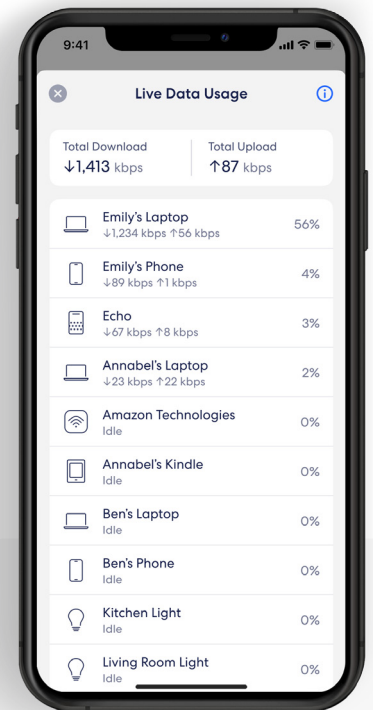 9:41
Live Data Usage
Total Download
↓1,413 kbps
Total Upload
↑87 kbps
Emily's Laptop
↓1,234 kbps ↑56 kbps
56%
Emily's Phone
↓89 kbps ↑1 kbps
4%
Echo
↓67 kbps ↑8 kbps
3%
Annabel's Laptop
↓23 kbps ↑22 kbps
2%
Amazon Technologies
Idle
0%
Annabel's Kindle
Idle
0%
Ben's Laptop
Idle
0%
Ben's Phone
Idle
0%
Kitchen Light
Idle
0%
Living Room Light
Idle
0%